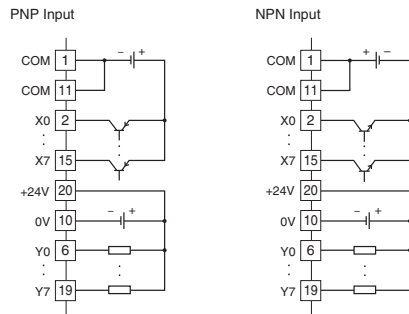 PNP Input
COM 1 − +
COM 11
X0 2
:
X7 15
+24V 20
0V 10 − +
Y0 6
:
Y7 19
NPN Input
COM 1 + −
COM 11
X0 2
:
X7 15
+24V 20
0V 10 − +
Y0 6
:
Y7 19